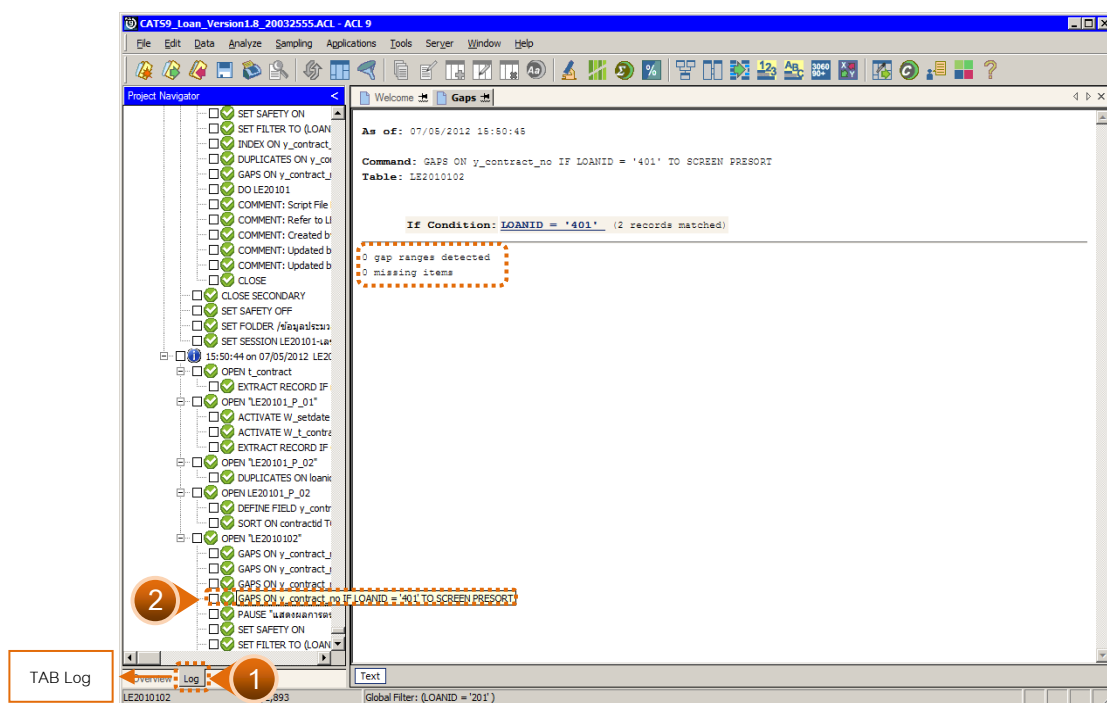 CATS9_Loan_Version1.8_20032555.ACL - ACL 9
File Edit Data Analyze Sampling Applications Tools Server Window Help
Project Navigator <
Welcome Gaps
SET SAFETY ON
SET FILTER TO (LOAN
INDEX ON y_contract_
DUPLICATES ON y_co
GAPS ON y_contract_
DO LE20101
COMMENT: Script File
COMMENT: Refer to L
COMMENT: Created b
COMMENT: Updated b
COMMENT: Updated b
CLOSE
CLOSE SECONDARY
SET SAFETY OFF
SET FOLDER /ข้อมูลประมว
SET SESSION LE20101-เลข
15:50:44 on 07/05/2012 LE20
OPEN t_contract
EXTRACT RECORD IF
OPEN "LE20101_P_01"
ACTIVATE W_setdate
ACTIVATE W_t_contra
EXTRACT RECORD IF
OPEN "LE20101_P_02"
DUPLICATES ON loani
OPEN LE20101_P_02
DEFINE FIELD y_contr
SORT ON contractid T
OPEN "LE2010102"
GAPS ON y_contract_
GAPS ON y_contract_
GAPS ON y_contract_
GAPS ON y_contract_no IF LOANID = '401' TO SCREEN PRESORT
PAUSE "แสดงผลการตร
SET SAFETY ON
SET FILTER TO (LOAN
As of: 07/05/2012 15:50:45
Command: GAPS ON y_contract_no IF LOANID = '401' TO SCREEN PRESORT
Table: LE2010102
If Condition: LOANID = '401' (2 records matched)
0 gap ranges detected
0 missing items
2
TAB Log
Overview Log
1
Text
LE2010102 ,893 Global Filter: (LOANID = '201' )